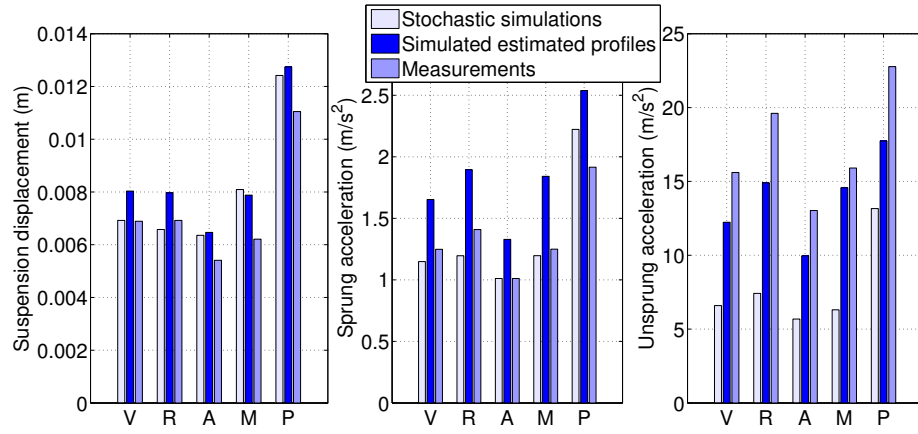 Stochastic simulations
Simulated estimated profiles
Measurements
Suspension displacement (m)
0.014
0.012
0.01
0.008
0.006
0.004
0.002
0
V R A M P
Sprung acceleration (m/s²)
2.5
2
1.5
1
0.5
0
V R A M P
Unsprung acceleration (m/s²)
25
20
15
10
5
0
V R A M P